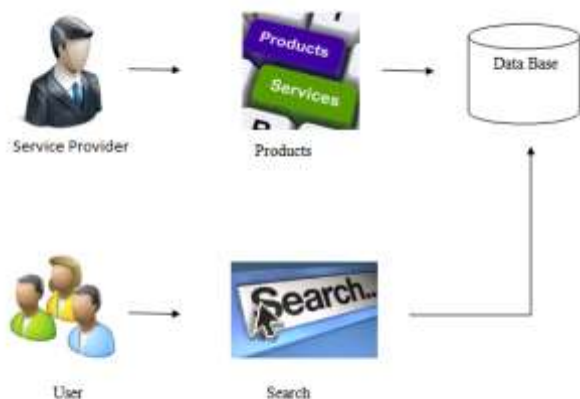 Products
Services
Data Base
Service Provider
Products
Search..
User
Search